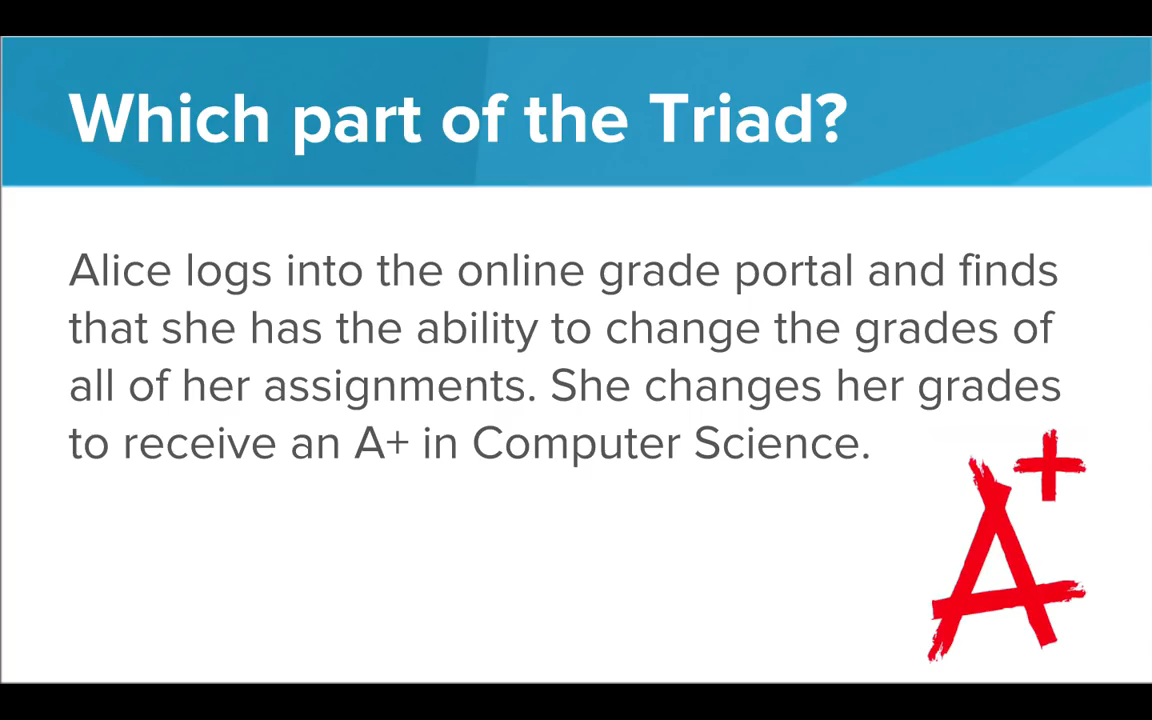 Which part of the Triad?
Alice logs into the online grade portal and finds
that she has the ability to change the grades of
all of her assignments. She changes her grades
to receive an A+ in Computer Science.
A+